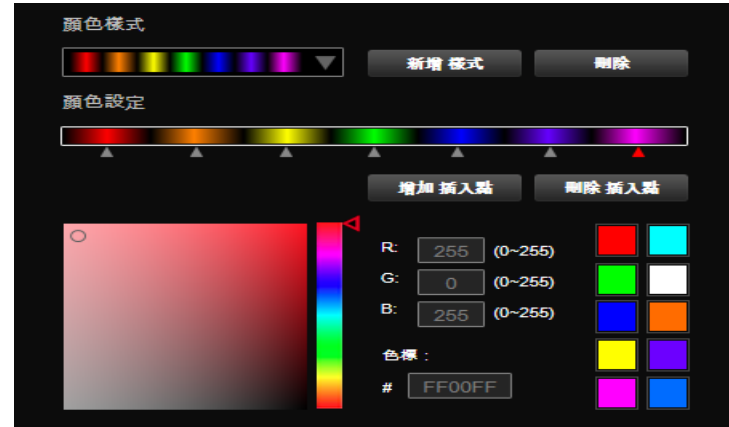 顏色樣式
新增 樣式 刪除
顏色設定
增加 插入點 刪除 插入點
R: 255 (0~255)
G: 0 (0~255)
B: 255 (0~255)
色標 :
# FF00FF